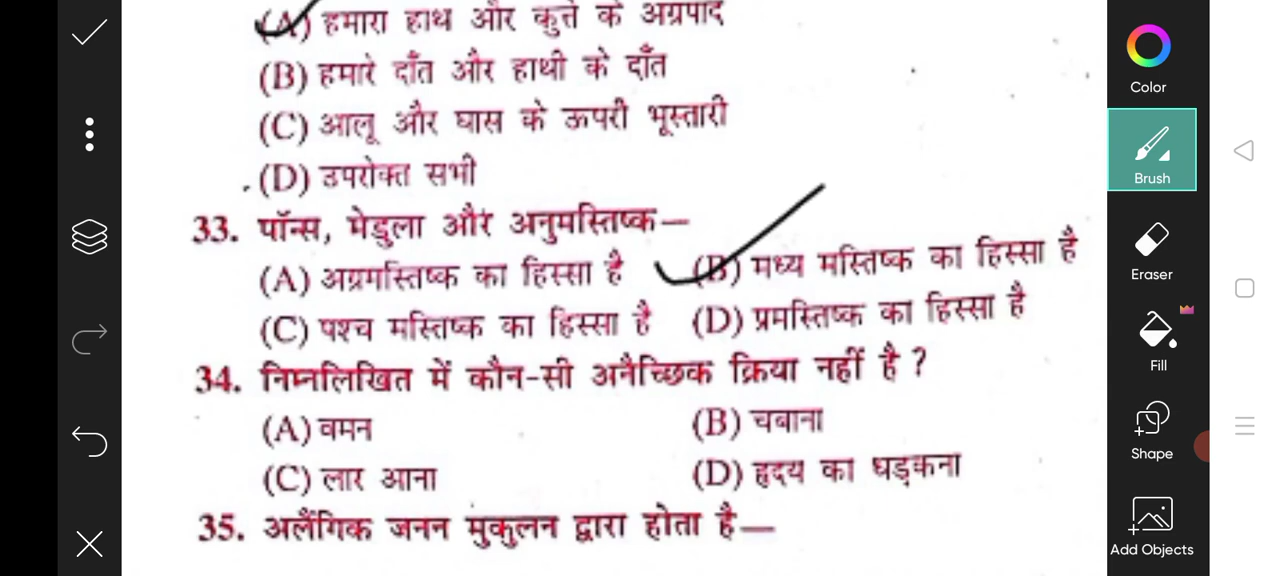 (A) हमारा हाथ और कुत्ते के अग्रपाद
(B) हमारे दाँत और हाथी के दाँत
(C) आलू और घास के ऊपरी भूस्तारी
(D) उपरोक्त सभी
33. पॉन्स, मेडुला और अनुमस्तिष्क—
(A) अग्रमस्तिष्क का हिस्सा है (B) मध्य मस्तिष्क का हिस्सा है
(C) पश्च मस्तिष्क का हिस्सा है (D) प्रमस्तिष्क का हिस्सा है
34. निम्नलिखित में कौन-सी अनैच्छिक क्रिया नहीं है ?
(A) वमन (B) चबाना
(C) लार आना (D) हृदय का धड़कना
35. अलैंगिक जनन मुकुलन द्वारा होता है—
Color
Brush
Eraser
Fill
Shape
Add Objects